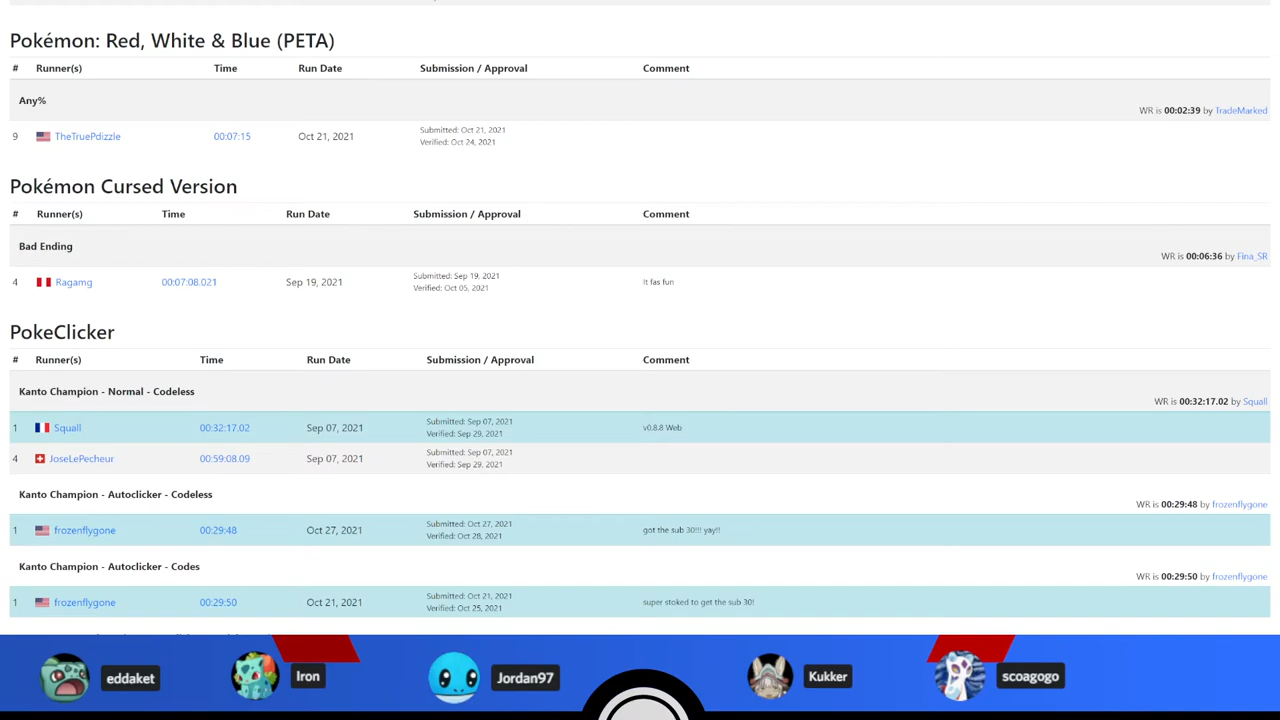 Pokémon: Red, White & Blue (PETA)
# Runner(s) Time Run Date Submission / Approval Comment
Any%
WR is 00:02:39 by TradeMarked
9 TheTruePdizzle 00:07:15 Oct 21, 2021 Submitted: Oct 21, 2021
Verified: Oct 24, 2021
Pokémon Cursed Version
# Runner(s) Time Run Date Submission / Approval Comment
Bad Ending
WR is 00:06:36 by Fina_SR
4 Ragamg 00:07:08.021 Sep 19, 2021 Submitted: Sep 19, 2021 It fas fun
Verified: Oct 05, 2021
PokeClicker
# Runner(s) Time Run Date Submission / Approval Comment
Kanto Champion - Normal - Codeless
WR is 00:32:17.02 by Squall
1 Squall 00:32:17.02 Sep 07, 2021 Submitted: Sep 07, 2021 v0.8.8 Web
Verified: Sep 29, 2021
4 JoseLePecheur 00:59:08.09 Sep 07, 2021 Submitted: Sep 07, 2021
Verified: Sep 29, 2021
Kanto Champion - Autoclicker - Codeless
WR is 00:29:48 by frozenflygone
1 frozenflygone 00:29:48 Oct 27, 2021 Submitted: Oct 27, 2021 got the sub 30!!! yay!!
Verified: Oct 28, 2021
Kanto Champion - Autoclicker - Codes
WR is 00:29:50 by frozenflygone
1 frozenflygone 00:29:50 Oct 21, 2021 Submitted: Oct 21, 2021 super stoked to get the sub 30!
Verified: Oct 25, 2021
eddaket Iron Jordan97 Kukker scoagogo